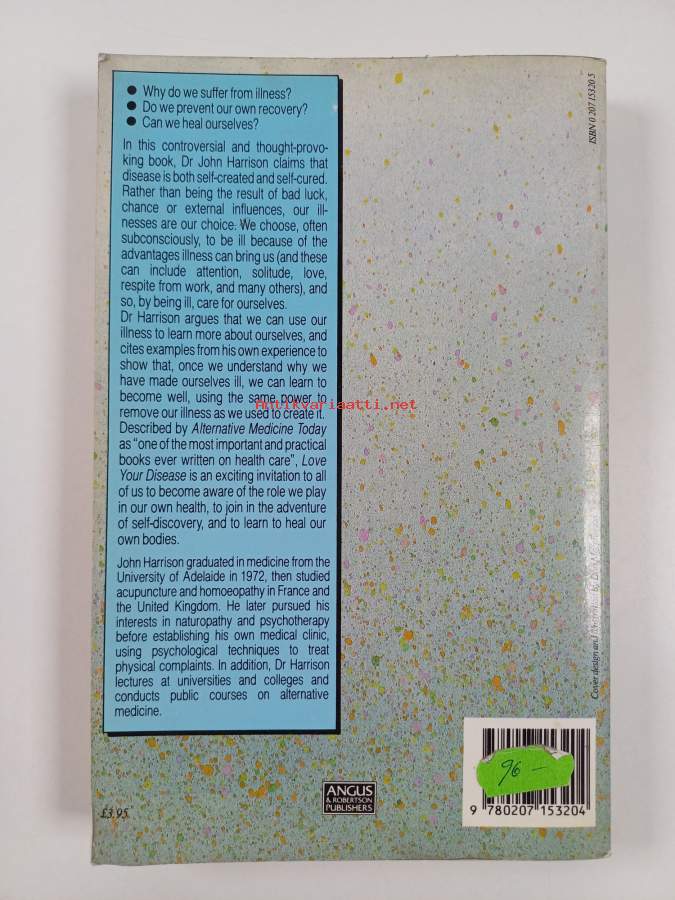 ● Why do we suffer from illness?
● Do we prevent our own recovery?
● Can we heal ourselves?
In this controversial and thought-provo-
king book, Dr John Harrison claims that
disease is both self-created and self-cured.
Rather than being the result of bad luck,
chance or external influences, our ill-
nesses are our choice. We choose, often
subconsciously, to be ill because of the
advantages illness can bring us (and these
can include attention, solitude, love,
respite from work, and many others), and
so, by being ill, care for ourselves.
Dr Harrison argues that we can use our
illness to learn more about ourselves, and
cites examples from his own experience to
show that, once we understand why we
have made ourselves ill, we can learn to
become well, using the same power to
remove our illness as we used to create it.
Described by Alternative Medicine Today
as "one of the most important and practical
books ever written on health care", Love
Your Disease is an exciting invitation to all
of us to become aware of the role we play
in our own health, to join in the adventure
of self-discovery, and to learn to heal our
own bodies.
John Harrison graduated in medicine from the
University of Adelaide in 1972, then studied
acupuncture and homoeopathy in France and
the United Kingdom. He later pursued his
interests in naturopathy and psychotherapy
before establishing his own medical clinic,
using psychological techniques to treat
physical complaints. In addition, Dr Harrison
lectures at universities and colleges and
conducts public courses on alternative
medicine.
Antikvariaatti.net
ISBN 0 207 15320 5
Cover design and
by
£3.95
ANGUS
& ROBERTSON
PUBLISHERS
96 –
9 780207 153204